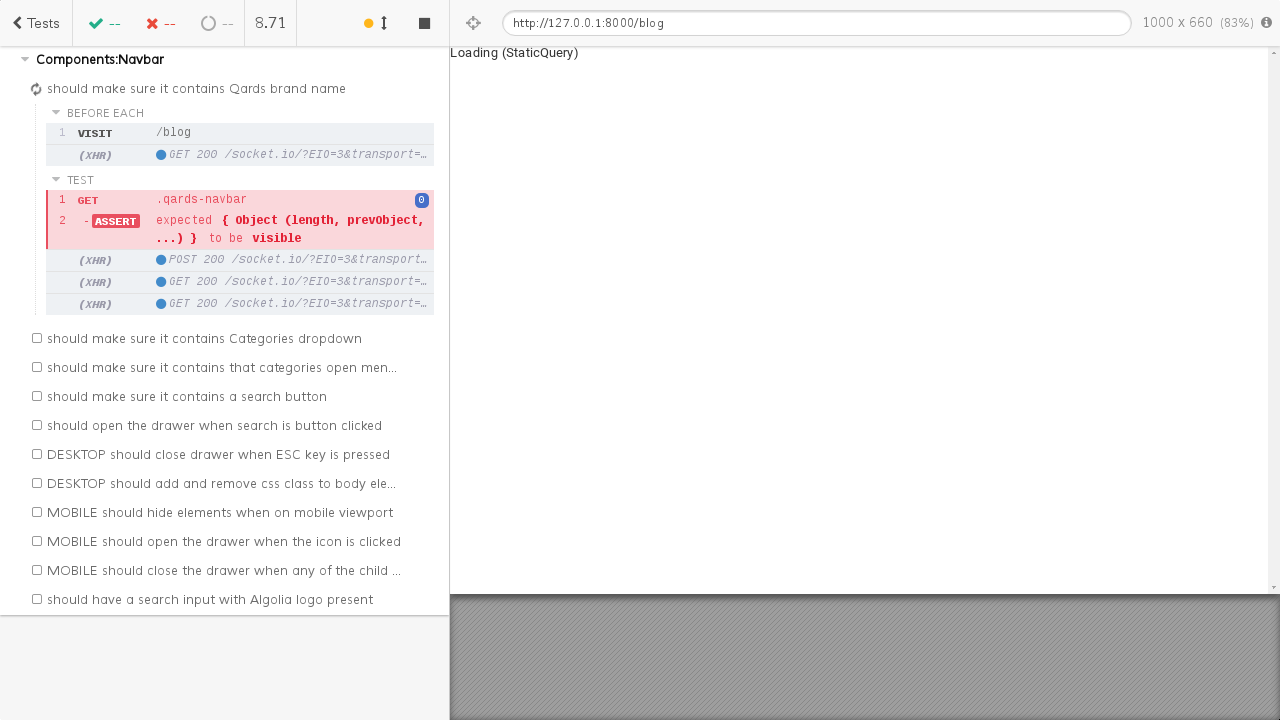 Tests
--
--
--
8.71
http://127.0.0.1:8000/blog
1000 x 660 (83%)
Components:Navbar
should make sure it contains Qards brand name
BEFORE EACH
1 VISIT /blog
(XHR) GET 200 /socket.io/?EIO=3&transport=…
TEST
1 GET .qards-navbar 0
2 - ASSERT expected { Object (length, prevObject,
...) } to be visible
(XHR) POST 200 /socket.io/?EIO=3&transport…
(XHR) GET 200 /socket.io/?EIO=3&transport=…
(XHR) GET 200 /socket.io/?EIO=3&transport=…
should make sure it contains Categories dropdown
should make sure it contains that categories open men...
should make sure it contains a search button
should open the drawer when search is button clicked
DESKTOP should close drawer when ESC key is pressed
DESKTOP should add and remove css class to body ele...
MOBILE should hide elements when on mobile viewport
MOBILE should open the drawer when the icon is clicked
MOBILE should close the drawer when any of the child ...
should have a search input with Algolia logo present
Loading (StaticQuery)